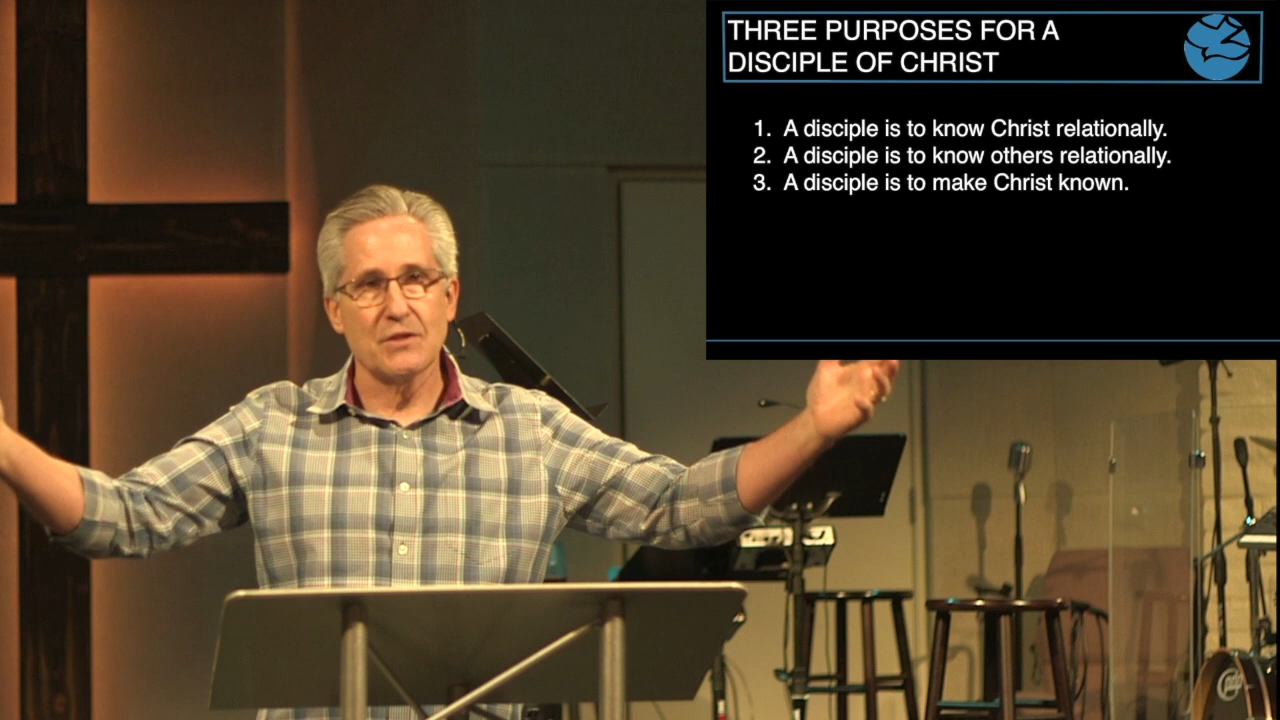 THREE PURPOSES FOR A
DISCIPLE OF CHRIST
1. A disciple is to know Christ relationally.
2. A disciple is to know others relationally.
3. A disciple is to make Christ known.